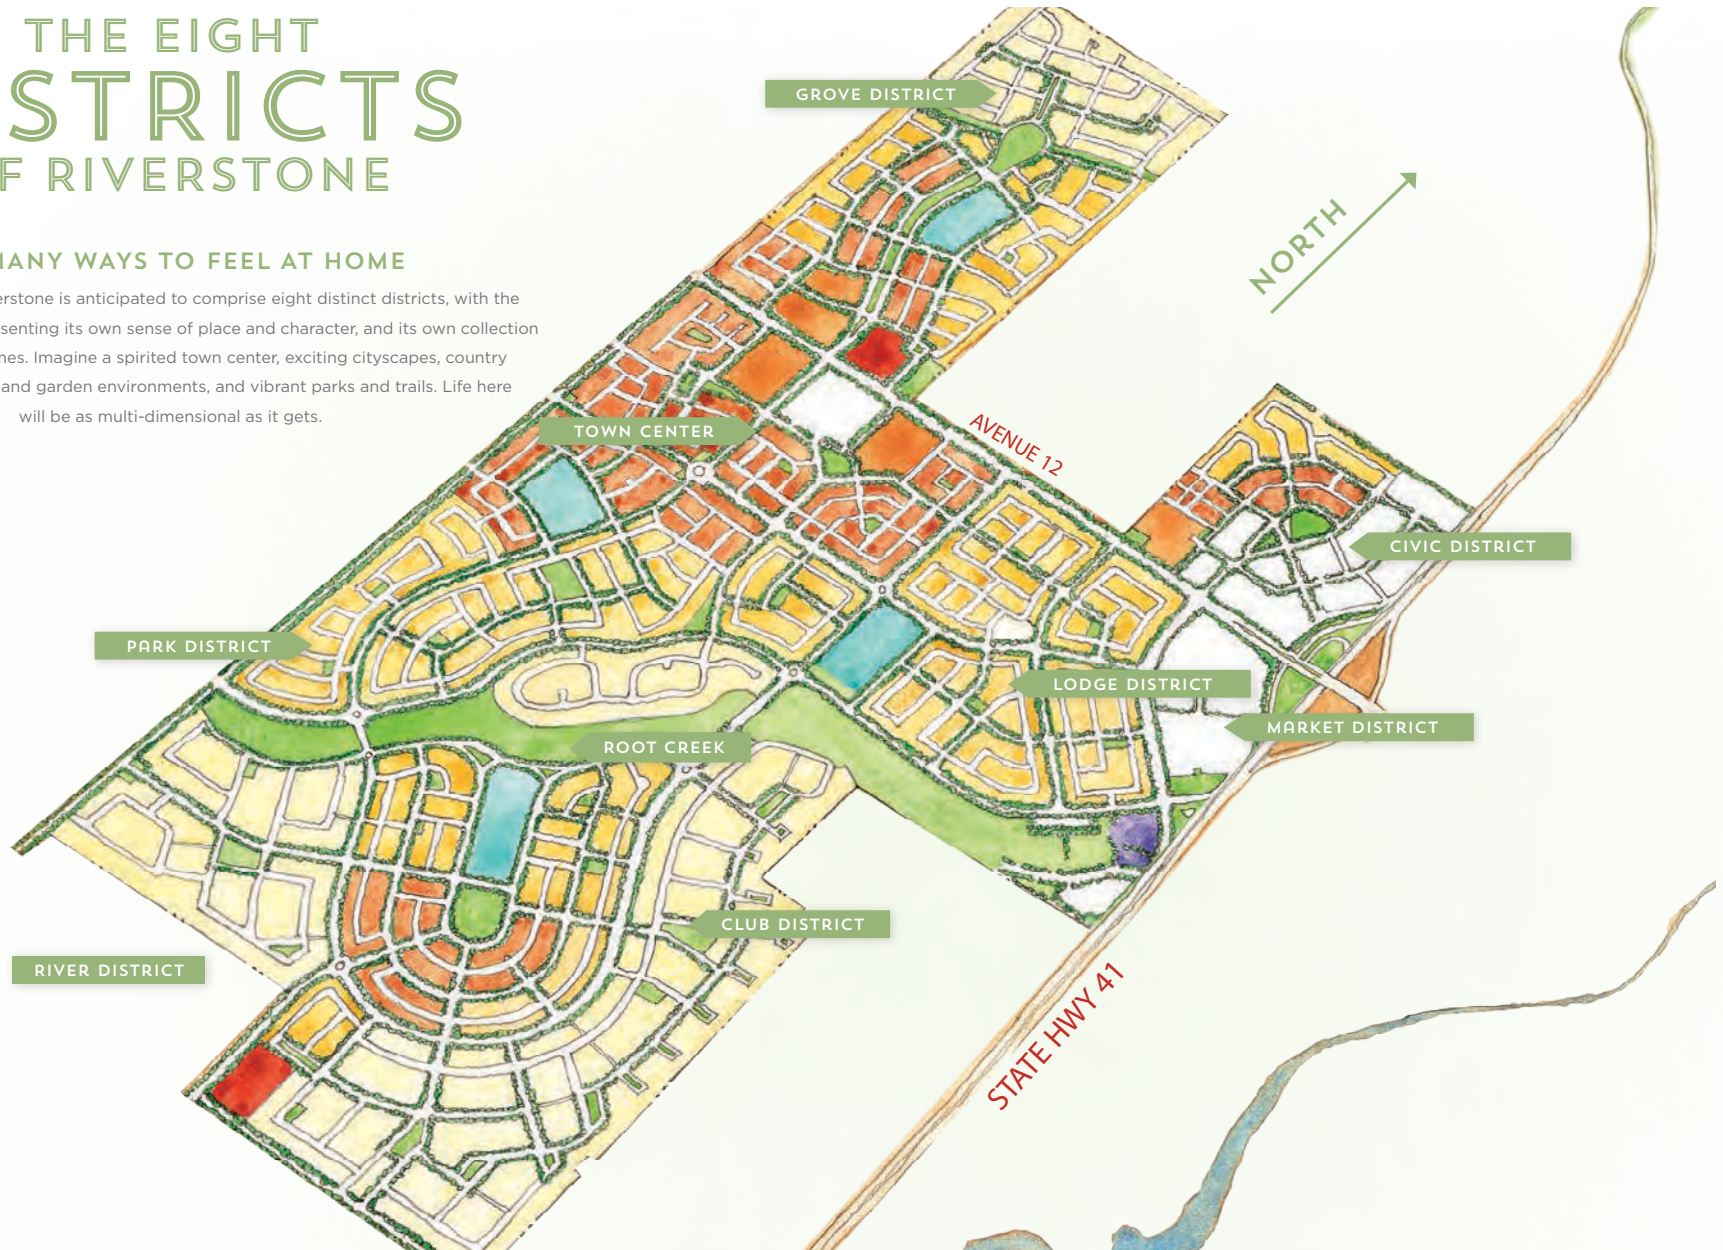 THE EIGHT
STRICTS
F RIVERSTONE
MANY WAYS TO FEEL AT HOME
erstone is anticipated to comprise eight distinct districts, with the
senting its own sense of place and character, and its own collection
mes. Imagine a spirited town center, exciting cityscapes, country
and garden environments, and vibrant parks and trails. Life here
will be as multi-dimensional as it gets.
GROVE DISTRICT
NORTH
AVENUE 12
TOWN CENTER
CIVIC DISTRICT
PARK DISTRICT
LODGE DISTRICT
MARKET DISTRICT
ROOT CREEK
CLUB DISTRICT
RIVER DISTRICT
STATE HWY 41